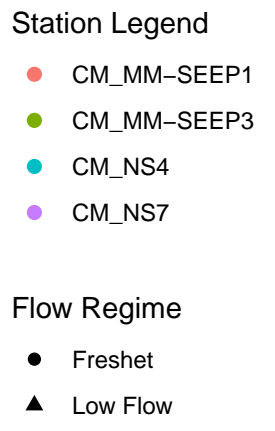 Station Legend
CM_MM−SEEP1
CM_MM−SEEP3
CM_NS4
CM_NS7
Flow Regime
Freshet
Low Flow